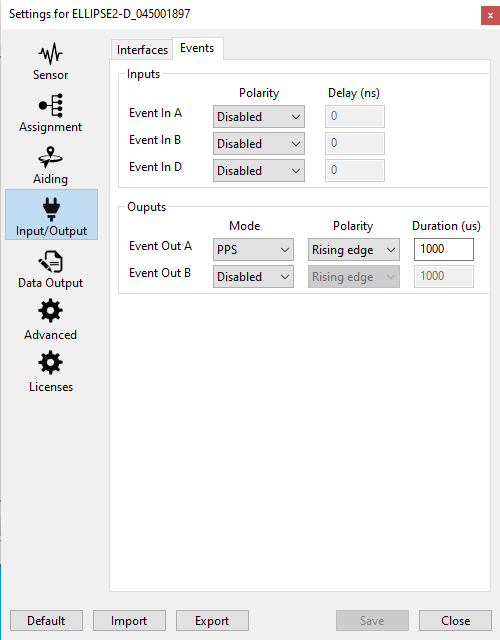 Settings for ELLIPSE2-D_045001897
Sensor
Assignment
Aiding
Input/Output
Data Output
Advanced
Licenses
Interfaces Events
Inputs
Polarity Delay (ns)
Event In A Disabled 0
Event In B Disabled 0
Event In D Disabled 0
Ouputs
Mode Polarity Duration (us)
Event Out A PPS Rising edge 1000
Event Out B Disabled Rising edge 1000
Default Import Export Save Close